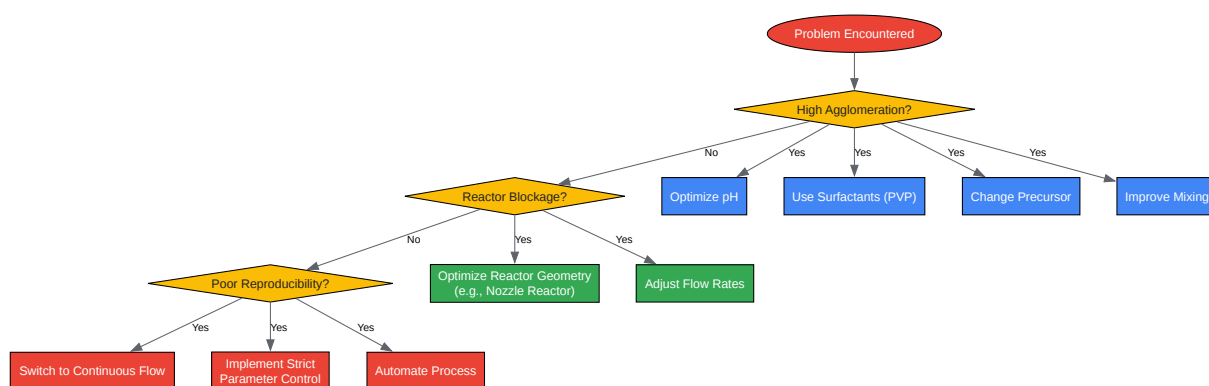 Problem Encountered
High Agglomeration?
No
Yes
Yes
Yes
Yes
Reactor Blockage?
Optimize pH
Use Surfactants (PVP)
Change Precursor
Improve Mixing
No
Yes
Yes
Poor Reproducibility?
Optimize Reactor Geometry
(e.g., Nozzle Reactor)
Adjust Flow Rates
Yes
Yes
Yes
Switch to Continuous Flow
Implement Strict
Parameter Control
Automate Process